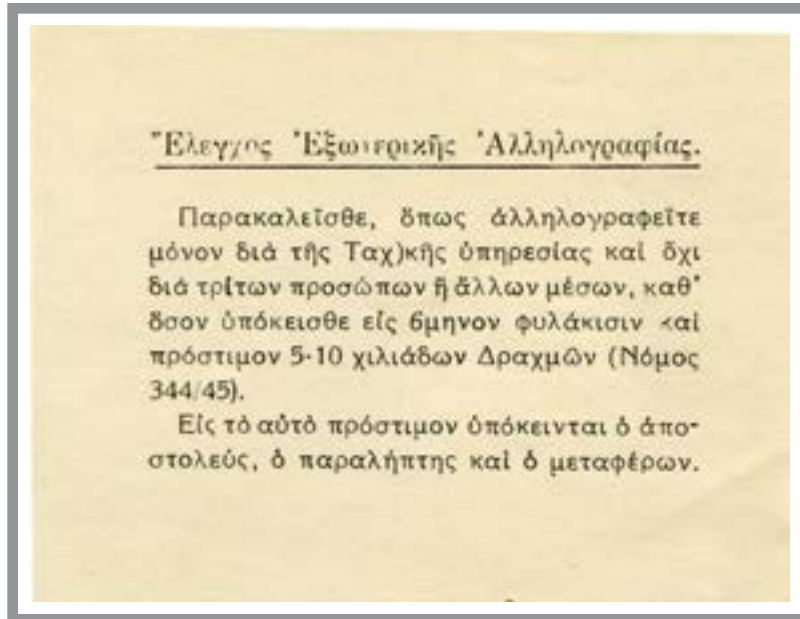 Ἔλεγχος Ἐξωτερικῆς Ἀλληλογραφίας.
Παρακαλεῖσθε, ὅπως ἀλληλογραφεῖτε
μόνον διὰ τῆς Ταχ)κῆς ὑπηρεσίας καὶ ὄχι
διὰ τρίτων προσώπων ἢ ἄλλων μέσων, καθ'
ὅσον ὑπόκεισθε εἰς 6μηνον φυλάκισιν καὶ
πρόστιμον 5-10 χιλιάδων Δραχμῶν (Νόμος
344/45).
Εἰς τὸ αὐτὸ πρόστιμον ὑπόκεινται ὁ ἀπο-
στολεύς, ὁ παραλήπτης καὶ ὁ μεταφέρων.